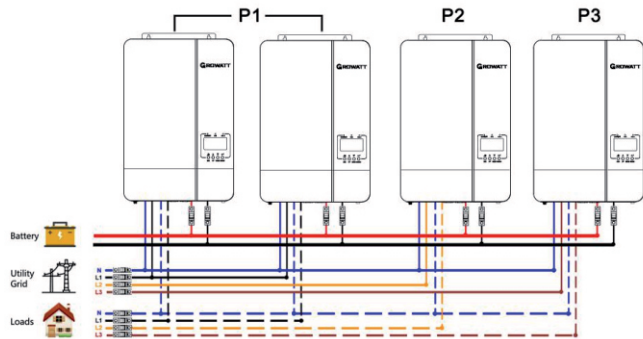 P1 P2 P3
GROWATT GROWATT GROWATT GROWATT
Battery
Utility
Grid
N
L1
L2
L3
Loads
N
L1
L2
L3